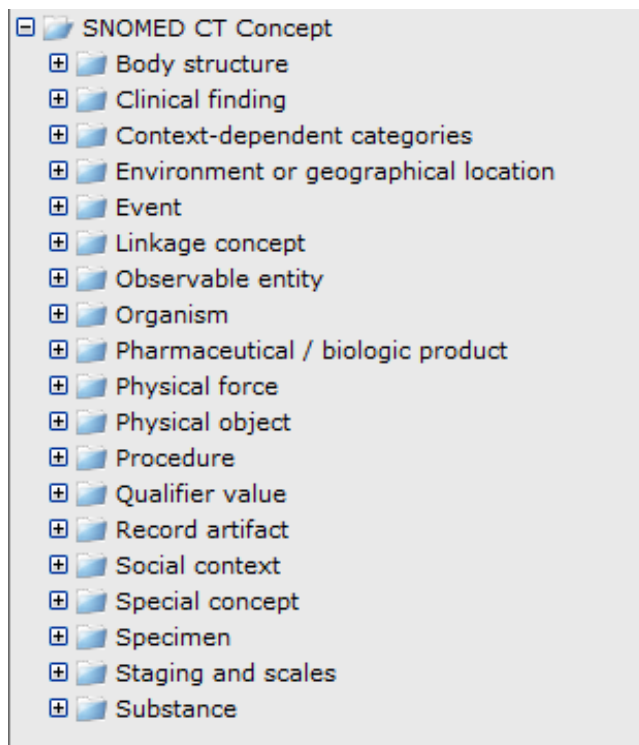 SNOMED CT Concept
Body structure
Clinical finding
Context-dependent categories
Environment or geographical location
Event
Linkage concept
Observable entity
Organism
Pharmaceutical / biologic product
Physical force
Physical object
Procedure
Qualifier value
Record artifact
Social context
Special concept
Specimen
Staging and scales
Substance